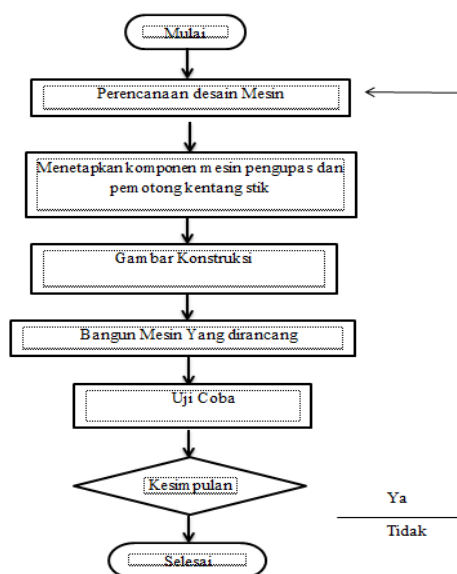 Mulai
Perencanaan desain Mesin
Menetapkan komponen mesin pengupas dan
pemotong kentang stik
Gambar Konstruksi
Bangun Mesin Yang dirancang
Uji Coba
Kesimpulan
Ya
Tidak
Selesai